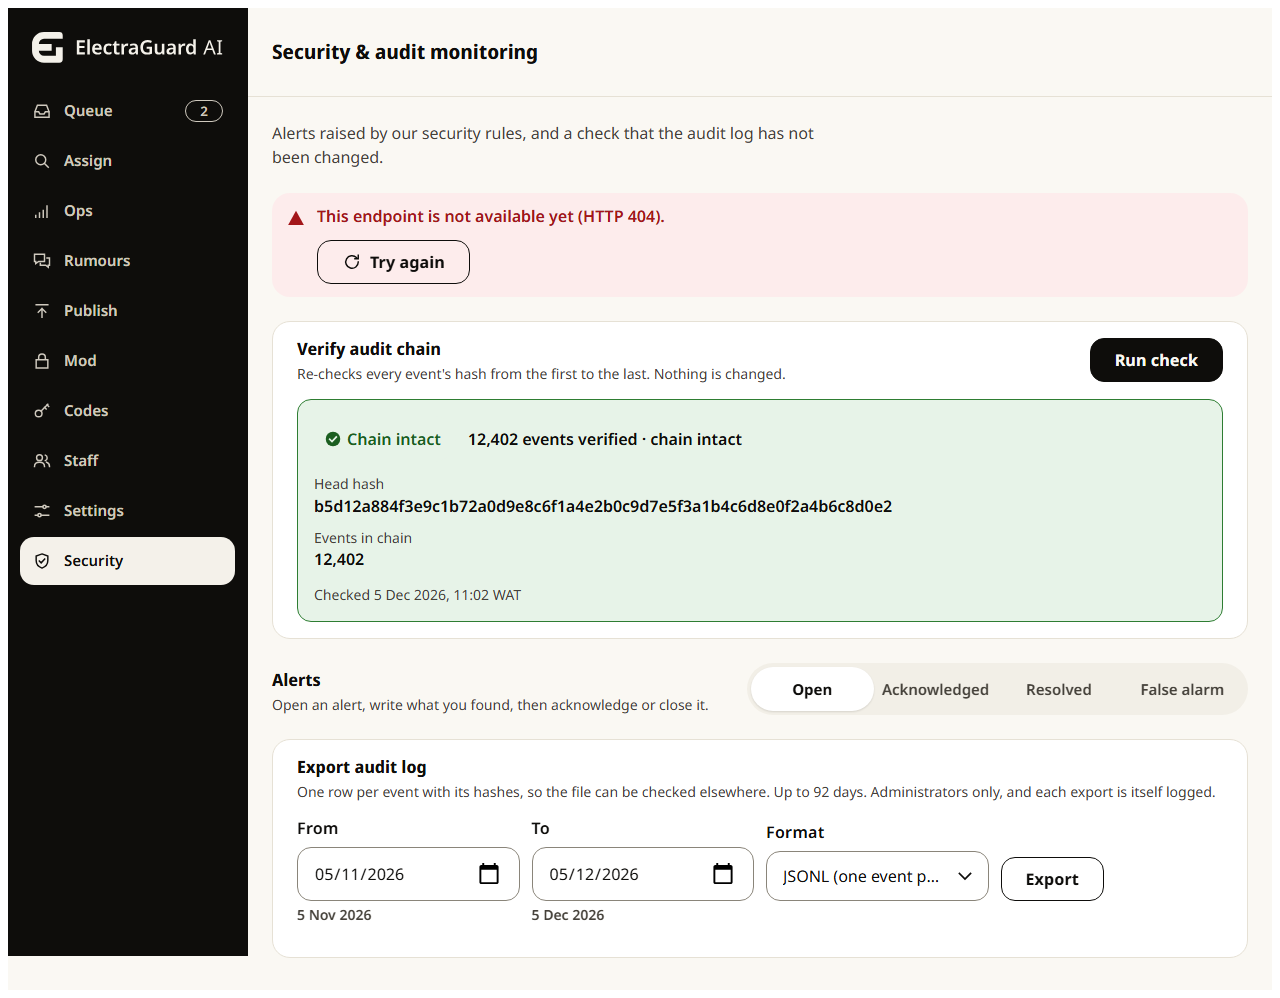 ElectraGuard AI
Queue 2
Assign
Ops
Rumours
Publish
Mod
Codes
Staff
Settings
Security
Security & audit monitoring
Alerts raised by our security rules, and a check that the audit log has not
been changed.
This endpoint is not available yet (HTTP 404).
Try again
Verify audit chain
Re-checks every event's hash from the first to the last. Nothing is changed.
Run check
Chain intact 12,402 events verified · chain intact
Head hash
b5d12a884f3e9c1b72a0d9e8c6f1a4e2b0c9d7e5f3a1b4c6d8e0f2a4b6c8d0e2
Events in chain
12,402
Checked 5 Dec 2026, 11:02 WAT
Alerts
Open an alert, write what you found, then acknowledge or close it.
Open Acknowledged Resolved False alarm
Export audit log
One row per event with its hashes, so the file can be checked elsewhere. Up to 92 days. Administrators only, and each export is itself logged.
From To Format
05/11/2026 05/12/2026 JSONL (one event p... Export
5 Nov 2026 5 Dec 2026